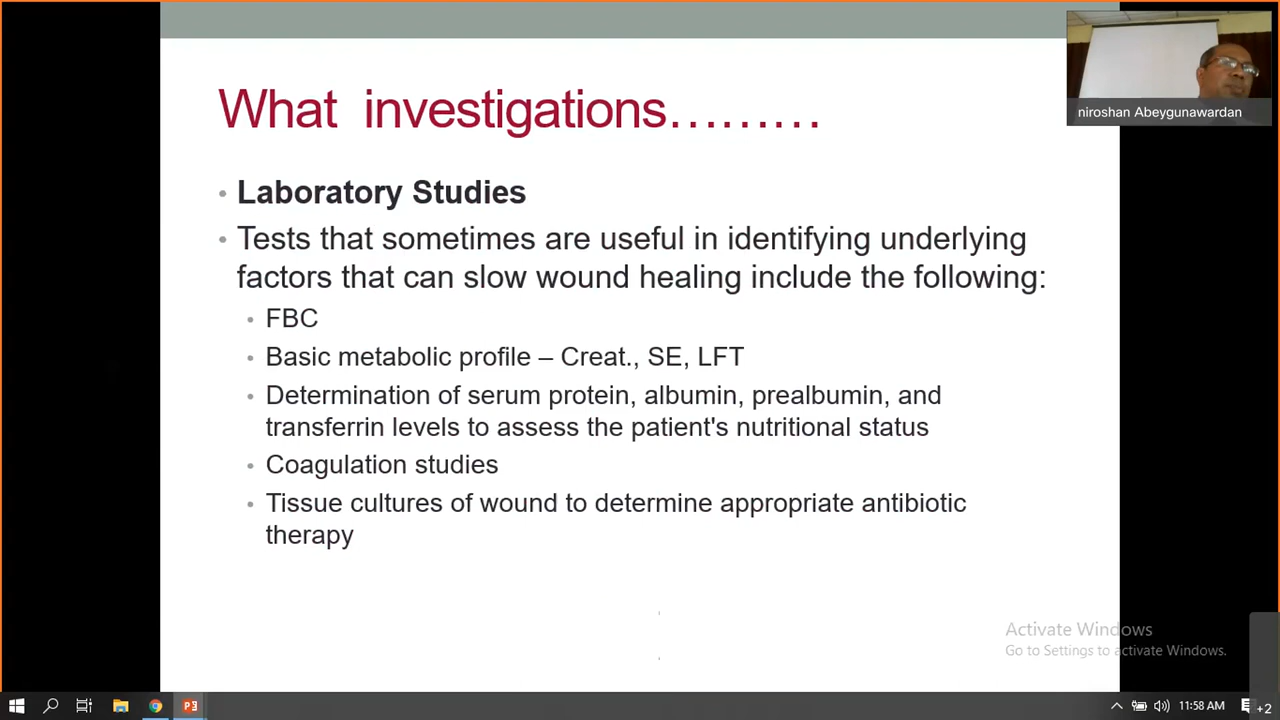 niroshan Abeygunawardan
What investigations………
Laboratory Studies
Tests that sometimes are useful in identifying underlying
factors that can slow wound healing include the following:
FBC
Basic metabolic profile – Creat., SE, LFT
Determination of serum protein, albumin, prealbumin, and
transferrin levels to assess the patient's nutritional status
Coagulation studies
Tissue cultures of wound to determine appropriate antibiotic
therapy
Activate Windows
Go to Settings to activate Windows.
11:58 AM
+2